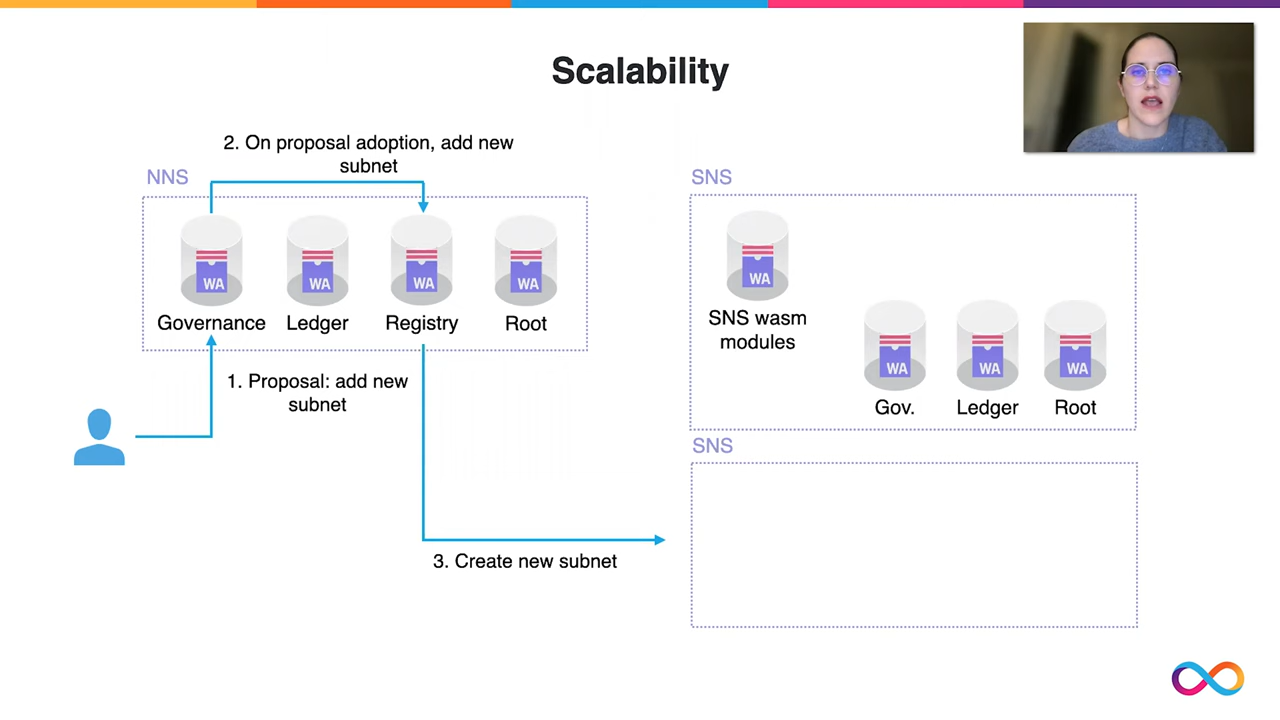 Scalability
2. On proposal adoption, add new
subnet
NNS
WA
WA
WA
WA
Governance
Ledger
Registry
Root
1. Proposal: add new
subnet
3. Create new subnet
SNS
WA
SNS wasm
modules
WA
WA
WA
Gov.
Ledger
Root
SNS